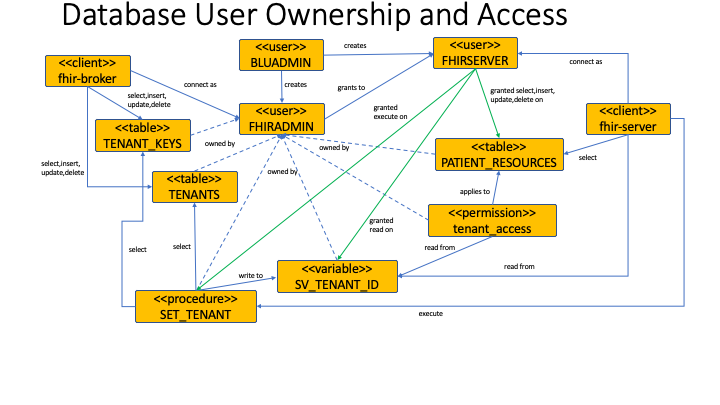 Database User Ownership and Access
<<client>>
fhir-broker
<<user>>
BLUADMIN
creates
<<user>>
FHIRSERVER
connect as
select,insert,
update,delete
connect as
creates
grants to
granted
execute on
granted select,insert,
update,delete on
<<client>>
fhir-server
<<table>>
TENANT_KEYS
<<user>>
FHIRADMIN
owned by
owned by
<<table>>
PATIENT_RESOURCES
select
select,insert,
update,delete
<<table>>
TENANTS
owned by
applies to
<<permission>>
tenant_access
granted
read on
select
select
read from
read from
write to
<<variable>>
SV_TENANT_ID
<<procedure>>
SET_TENANT
execute